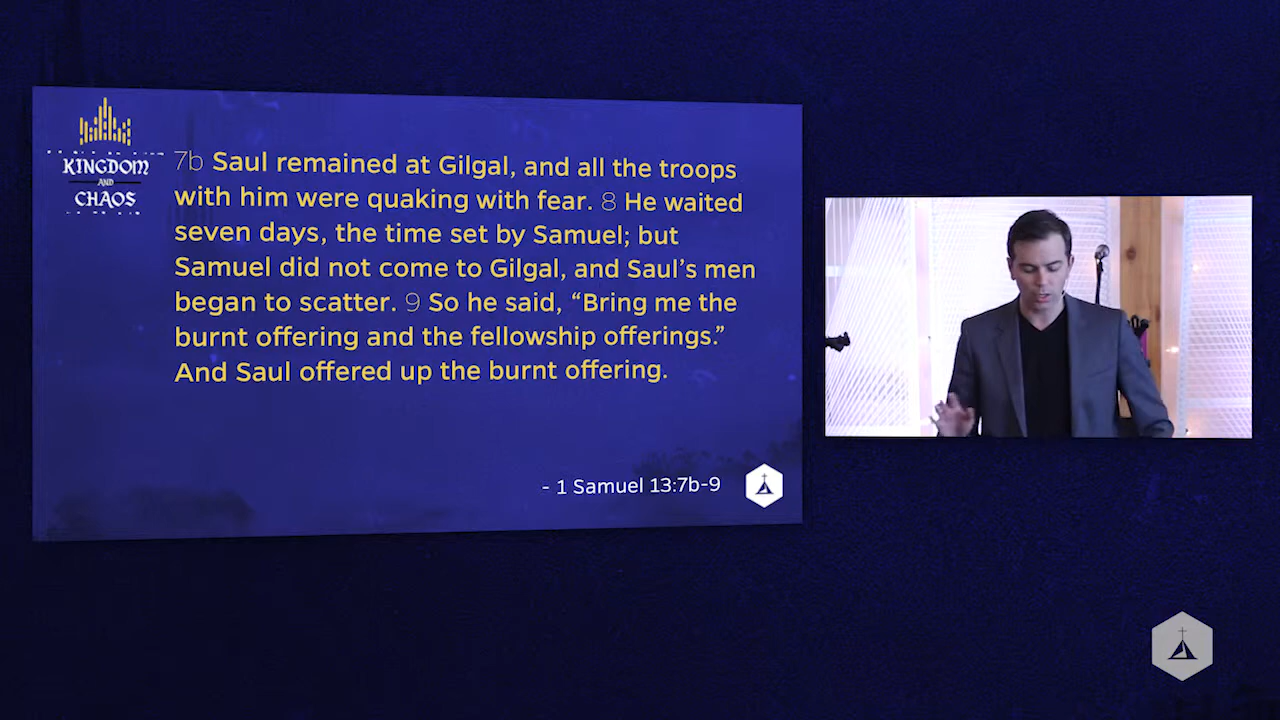 KINGDOM
AND
CHAOS
7b Saul remained at Gilgal, and all the troops
with him were quaking with fear. 8 He waited
seven days, the time set by Samuel; but
Samuel did not come to Gilgal, and Saul’s men
began to scatter. 9 So he said, “Bring me the
burnt offering and the fellowship offerings.”
And Saul offered up the burnt offering.
- 1 Samuel 13:7b-9